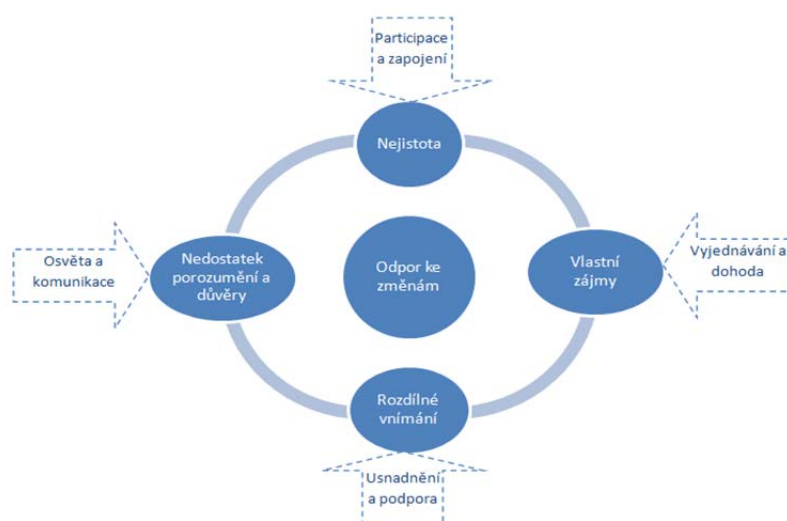 Participace
a zapojení
Nejistota
Osvěta a
komunikace
Nedostatek
porozumění a
důvěry
Odpor ke
změnám
Vlastní
zájmy
Vyjednávání a
dohoda
Rozdílné
vnímání
Usnadnění
a podpora